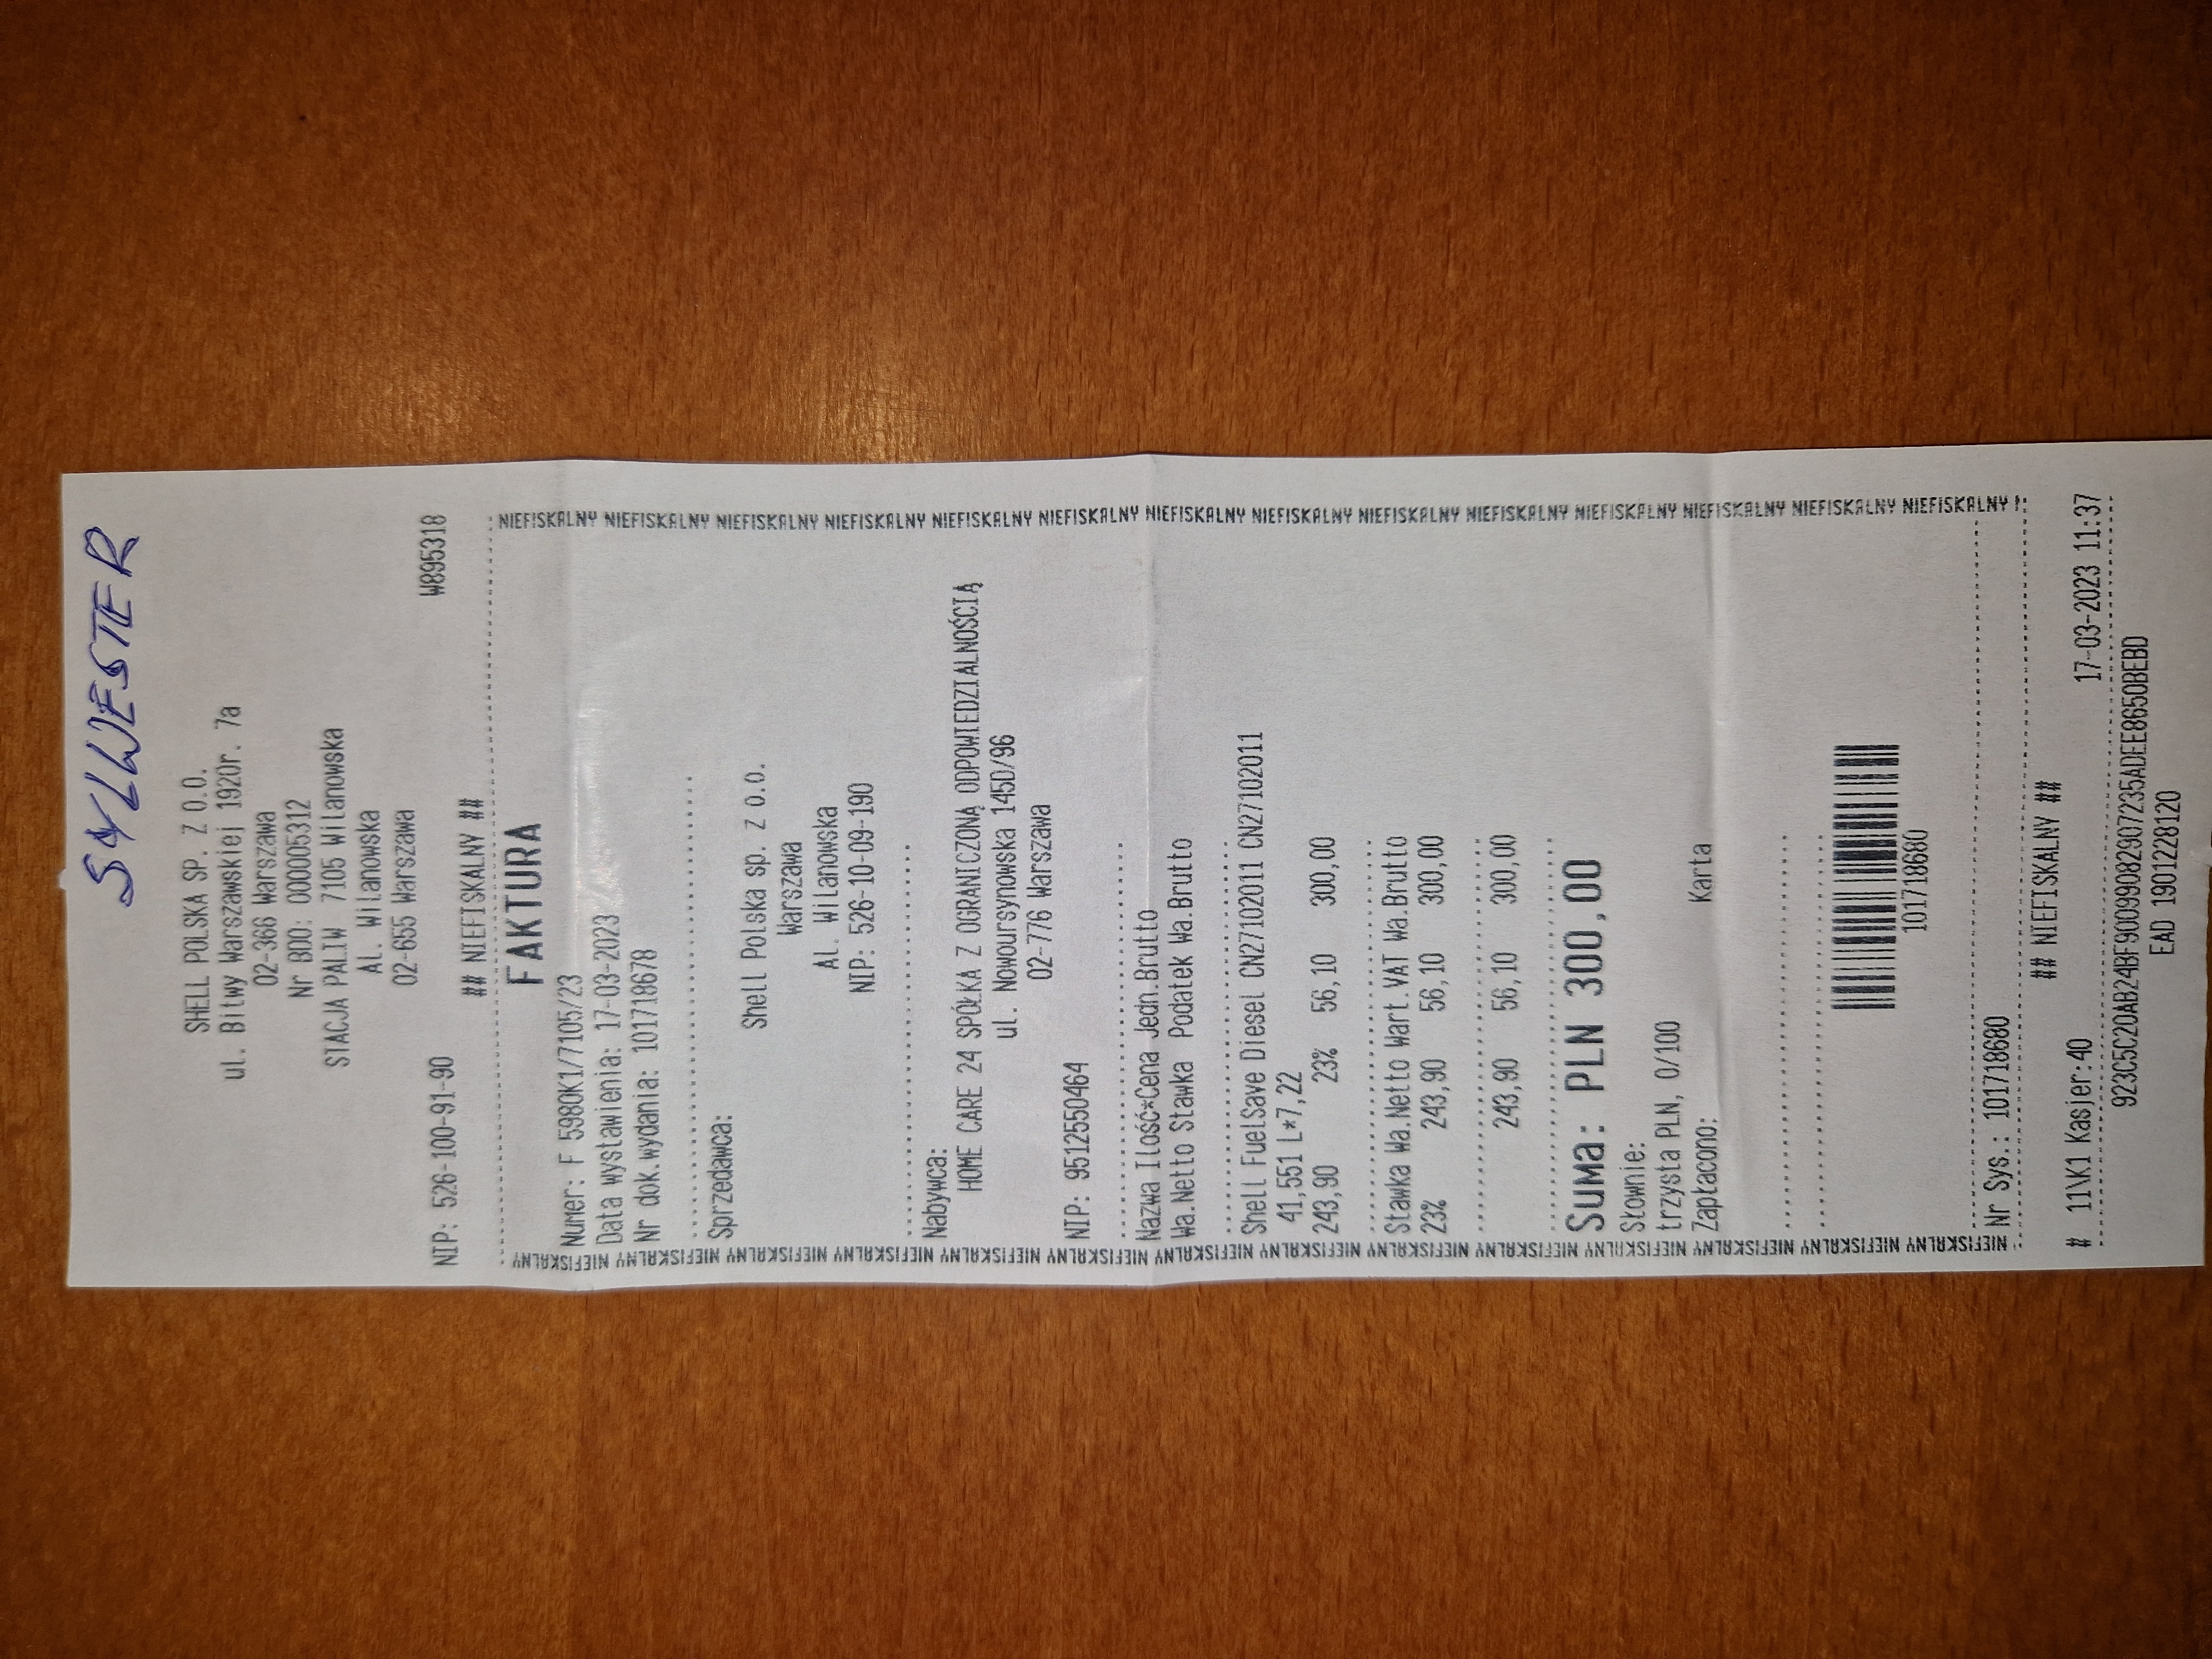 SYLWESTER
SHELL POLSKA SP. Z O.O.
ul. Bitwy Warszawskiej 1920r. 7a
02-366 Warszawa
Nr BDO: 000005312
STACJA PALIW 7105 Wilanowska
Al. Wilanowska
02-655 Warszawa
NIP: 526-100-91-90 W895318
## NIEFISKALNY ##
FAKTURA
Numer: F 5980K1/7105/23
Data wystawienia: 17-03-2023
Nr dok.wydania: 101718678
Sprzedawca:
Shell Polska sp. z o.o.
Warszawa
Al. Wilanowska
NIP: 526-10-09-190
Nabywca:
HOME CARE 24 SPÓŁKA Z OGRANICZONĄ ODPOWIEDZIALNOŚCIĄ
ul. Nowoursynowska 145D/96
02-776 Warszawa
NIP: 9512550464
Nazwa Ilość*Cena Jedn.Brutto
Wa.Netto Stawka Podatek Wa.Brutto
Shell FuelSave Diesel CN27102011 CN27102011
41,551 L*7,22
243,90 23% 56,10 300,00
Stawka Wa.Netto Wart.VAT Wa.Brutto
23% 243,90 56,10 300,00
243,90 56,10 300,00
Suma: PLN 300,00
Słownie:
trzysta PLN, 0/100
Zapłacono: Karta
101718680
Nr Sys.: 101718680
## NIEFISKALNY ##
# 11\K1 Kasjer:40 17-03-2023 11:37
923C5C20AB24BF90099082907235ADEE8650BEBD
EAD 1901228120
NIEFISKALNY NIEFISKALNY NIEFISKALNY NIEFISKALNY NIEFISKALNY NIEFISKALNY NIEFISKALNY NIEFISKALNY NIEFISKALNY NIEFISKALNY NIEFISKALNY NIEFISKALNY NIEFISKALNY NIEFISKALNY
NIEFISKALNY NIEFISKALNY NIEFISKALNY NIEFISKALNY NIEFISKALNY NIEFISKALNY NIEFISKALNY NIEFISKALNY NIEFISKALNY NIEFISKALNY NIEFISKALNY NIEFISKALNY NIEFISKALNY NIEFISKALNY